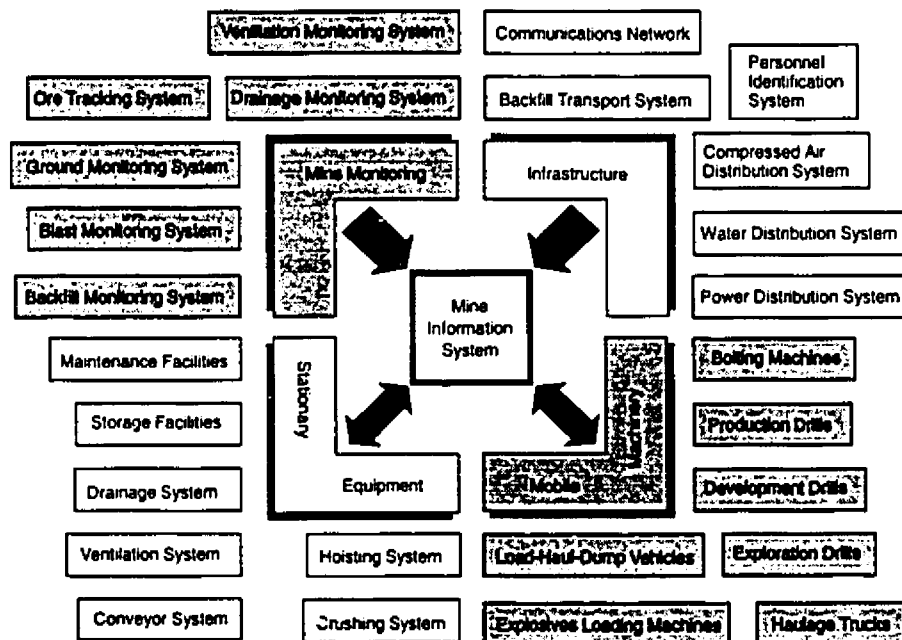 Ventilation Monitoring System
Communications Network
Personnel
Identification
System
Ore Tracking System
Drainage Monitoring System
Backfill Transport System
Ground Monitoring System
Mine Monitoring
Infrastructure
Compressed Air
Distribution System
Blast Monitoring System
Water Distribution System
Backfill Monitoring System
Mine
Information
System
Power Distribution System
Maintenance Facilities
Stationary
Machinery
Bolting Machines
Storage Facilities
Production Drills
Drainage System
Equipment
Mobile
Development Drills
Ventilation System
Hoisting System
Load-Haul-Dump Vehicles
Exploration Drills
Conveyor System
Crushing System
Explosives Loading Machines
Haulage Trucks